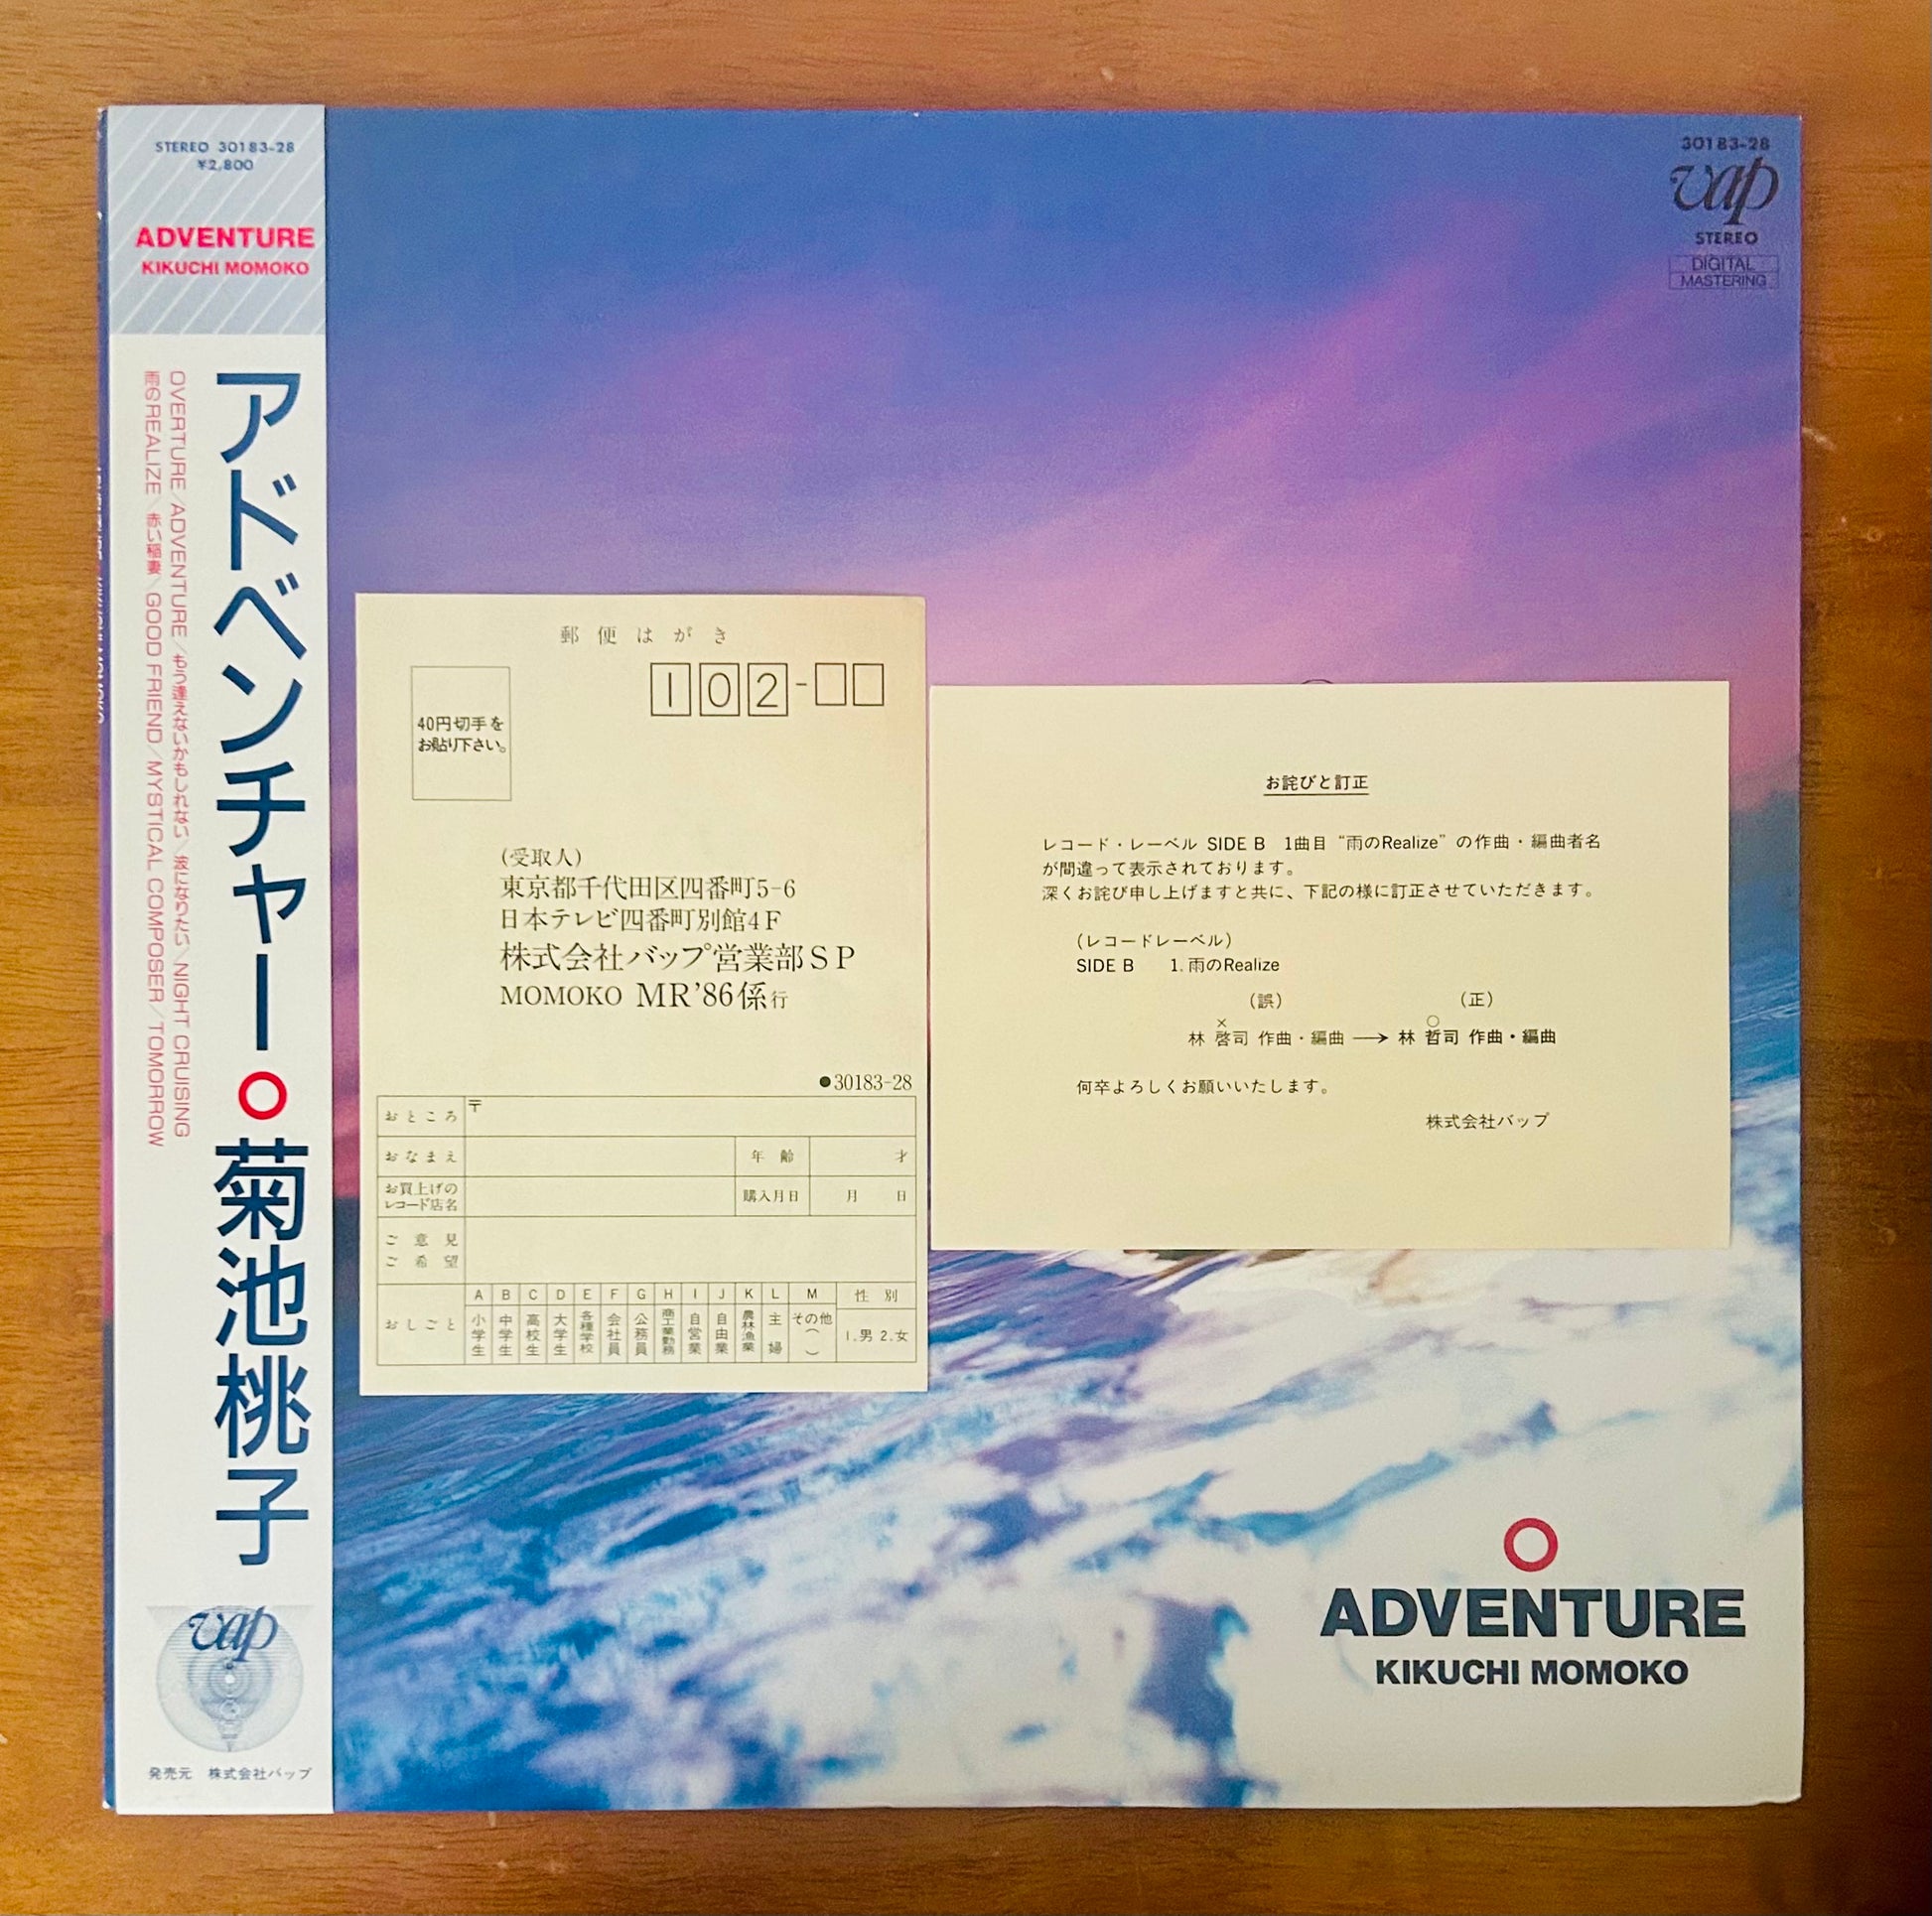 STEREO 30183-28
¥2,800
ADVENTURE
KIKUCHI MOMOKO
アドベンチャー○菊池桃子
OVERTURE／ADVENTURE／もう逢えないかもしれない／波になりたい／NIGHT CRUISING
雨のREALIZE／赤い稲妻／GOOD FRIEND／MYSTICAL COMPOSER／TOMORROW
vap
発売元 株式会社バップ
30183-28
vap
STEREO
DIGITAL
MASTERING
郵便はがき
102-□□
40円切手を
お貼り下さい。
(受取人)
東京都千代田区四番町5-6
日本テレビ四番町別館4F
株式会社バップ営業部SP
MOMOKO MR'86係行
●30183-28
おところ 〒
おなまえ 年齢 才
お買上げの
レコード店名 購入月日 月 日
ご意見
ご希望
おしごと
A 小学生
B 中学生
C 高校生
D 大学生
E 各種学校
F 会社員
G 公務員
H 商工業勤務
I 自営業
J 自由業
K 農林漁業
L 主婦
M その他( )
性別
1.男 2.女
お詫びと訂正
レコード・レーベル SIDE B 1曲目 “雨のRealize” の作曲・編曲者名
が間違って表示されております。
深くお詫び申し上げますと共に、下記の様に訂正させていただきます。
(レコードレーベル)
SIDE B 1. 雨のRealize
(誤) (正)
× ○
林 啓司 作曲・編曲 → 林 哲司 作曲・編曲
何卒よろしくお願いいたします。
株式会社バップ
ADVENTURE
KIKUCHI MOMOKO